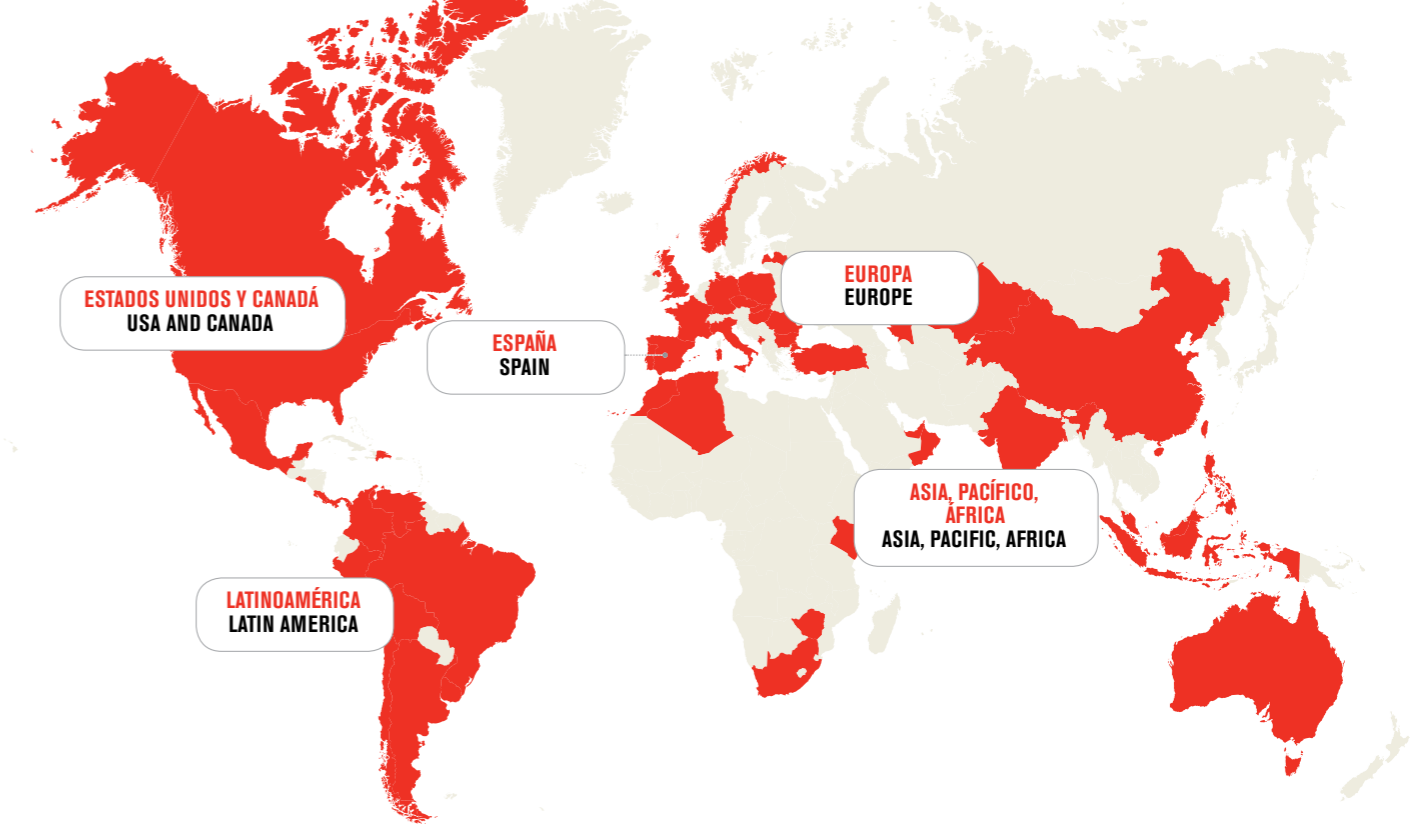 ESTADOS UNIDOS Y CANADÁ
USA AND CANADA
ESPAÑA
SPAIN
EUROPA
EUROPE
ASIA, PACÍFICO,
ÁFRICA
ASIA, PACIFIC, AFRICA
LATINOAMÉRICA
LATIN AMERICA